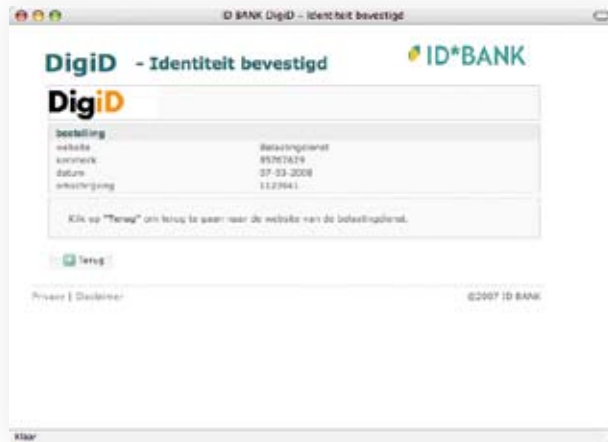 ID BANK DigiD - Identiteit bevestigd
DigiD - Identiteit bevestigd
ID*BANK
DigiD
bestelling
website Belastingdienst
kenmerk 85767629
datum 07-03-2008
omschrijving 1123641
Klik op "Terug" om terug te gaan naar de website van de belastingdienst.
Terug
Privacy | Disclaimer ©2007 ID BANK
Klaar